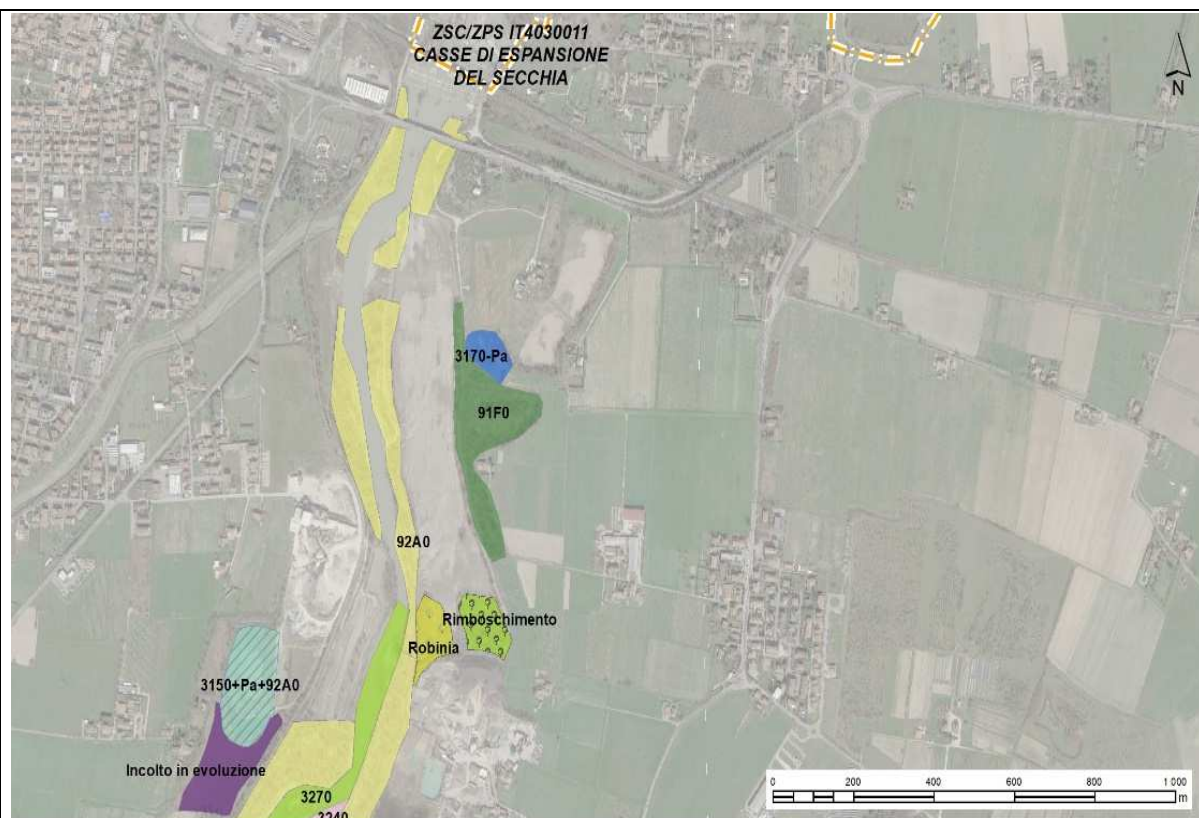 ZSC/ZPS IT4030011
CASSE DI ESPANSIONE
DEL SECCHIA
N
3170-Pa
91F0
92A0
Rimboschimento
Robinia
3150+Pa+92A0
Incolto in evoluzione
3270
3240
0 200 400 600 800 1 000
m